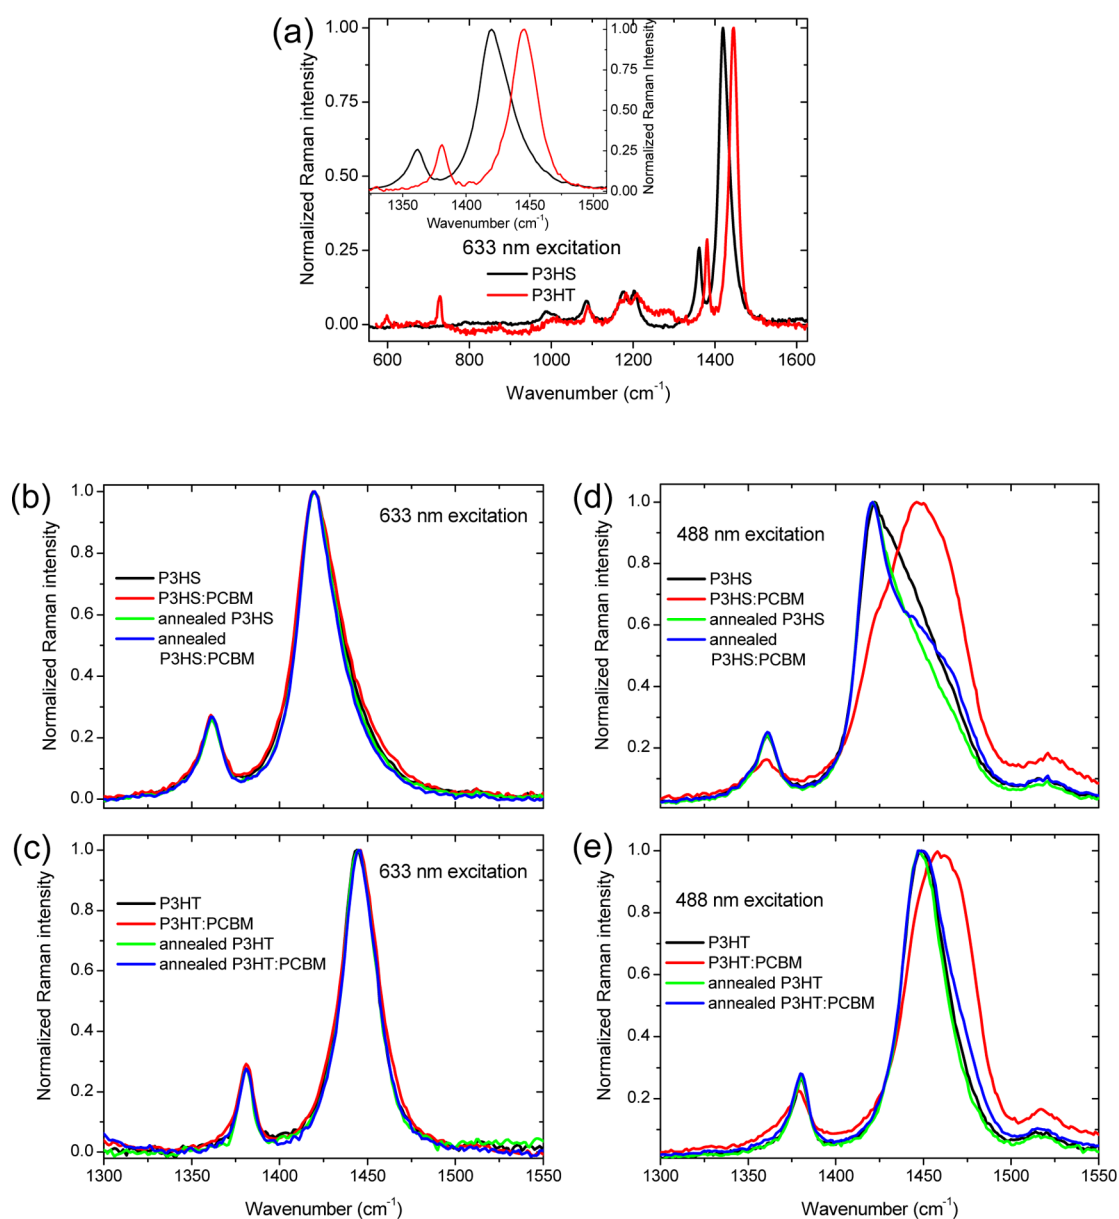 (a)
Normalized Raman intensity
1.00
0.75
0.50
0.25
0.00
600 800 1000 1200 1400 1600
Wavenumber (cm-1)
1.00
0.75
0.50
0.25
0.00
Normalized Raman intensity
1350 1400 1450 1500
Wavenumber (cm-1)
633 nm excitation
P3HS
P3HT
(b)
Normalized Raman intensity
1.0
0.8
0.6
0.4
0.2
0.0
633 nm excitation
P3HS
P3HS:PCBM
annealed P3HS
annealed
P3HS:PCBM
(c)
Normalized Raman intensity
1.0
0.8
0.6
0.4
0.2
0.0
633 nm excitation
P3HT
P3HT:PCBM
annealed P3HT
annealed P3HT:PCBM
1300 1350 1400 1450 1500 1550
Wavenumber (cm-1)
(d)
Normalized Raman intensity
1.0
0.8
0.6
0.4
0.2
488 nm excitation
P3HS
P3HS:PCBM
annealed P3HS
annealed
P3HS:PCBM
(e)
Normalized Raman intensity
1.0
0.8
0.6
0.4
0.2
488 nm excitation
P3HT
P3HT:PCBM
annealed P3HT
annealed P3HT:PCBM
1300 1350 1400 1450 1500 1550
Wavenumber (cm-1)